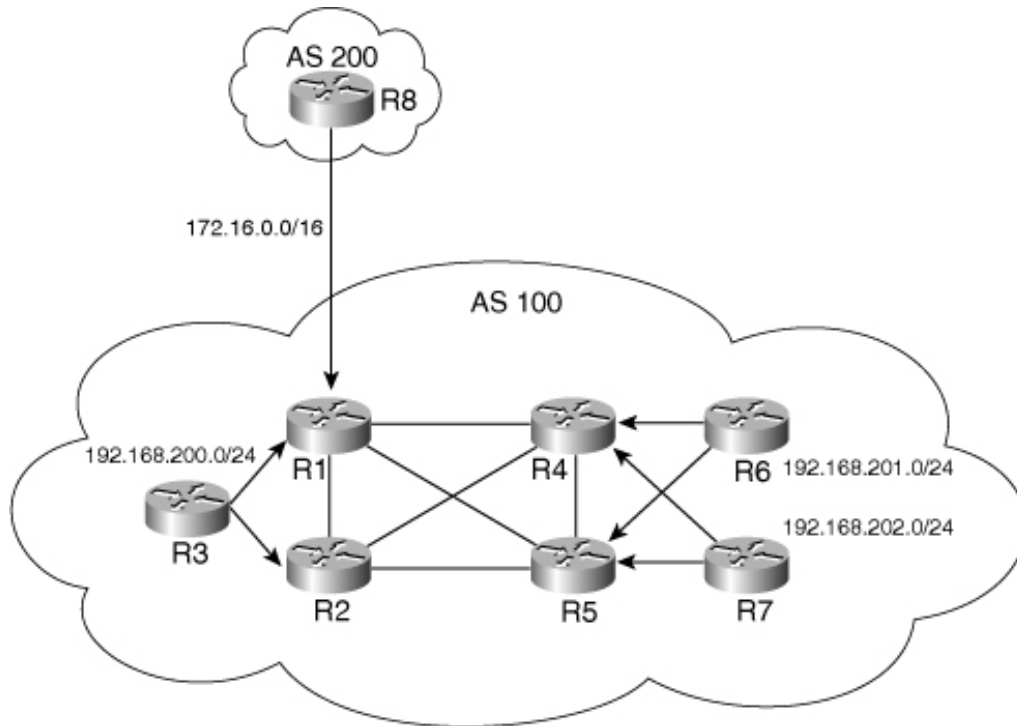 AS 200
R8
172.16.0.0/16
AS 100
192.168.200.0/24
R1
R4
R6
192.168.201.0/24
R3
192.168.202.0/24
R2
R5
R7